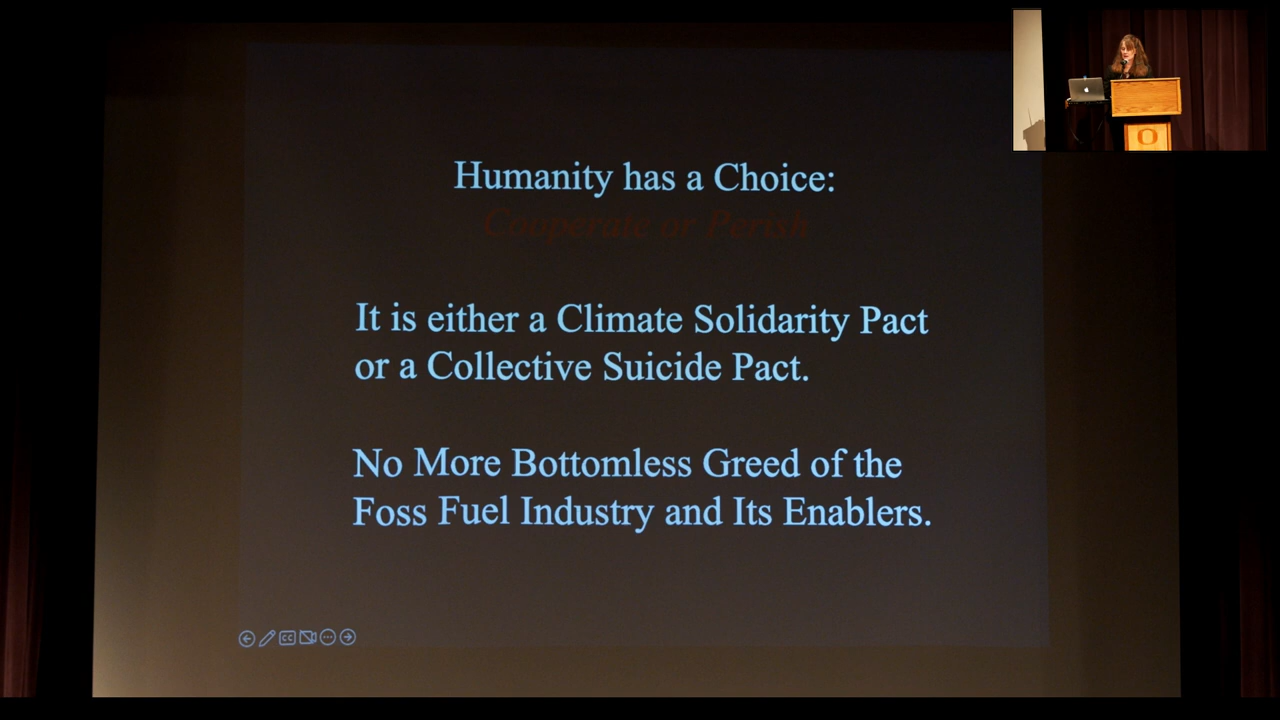 Humanity has a Choice:
Cooperate or Perish
It is either a Climate Solidarity Pact
or a Collective Suicide Pact.
No More Bottomless Greed of the
Foss Fuel Industry and Its Enablers.
CC
O